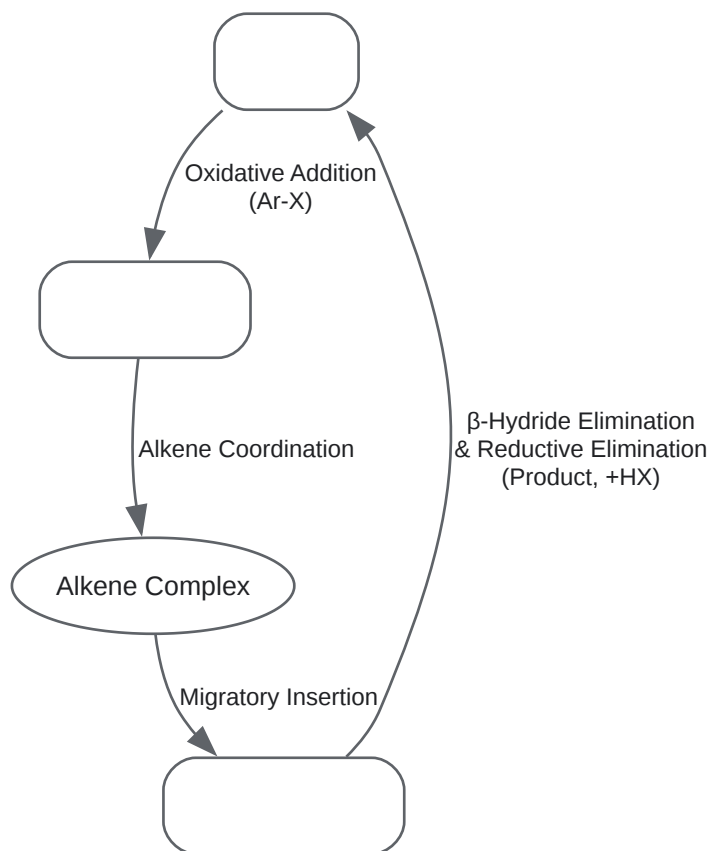 Oxidative Addition
(Ar-X)
Alkene Coordination
β-Hydride Elimination
& Reductive Elimination
(Product, +HX)
Alkene Complex
Migratory Insertion